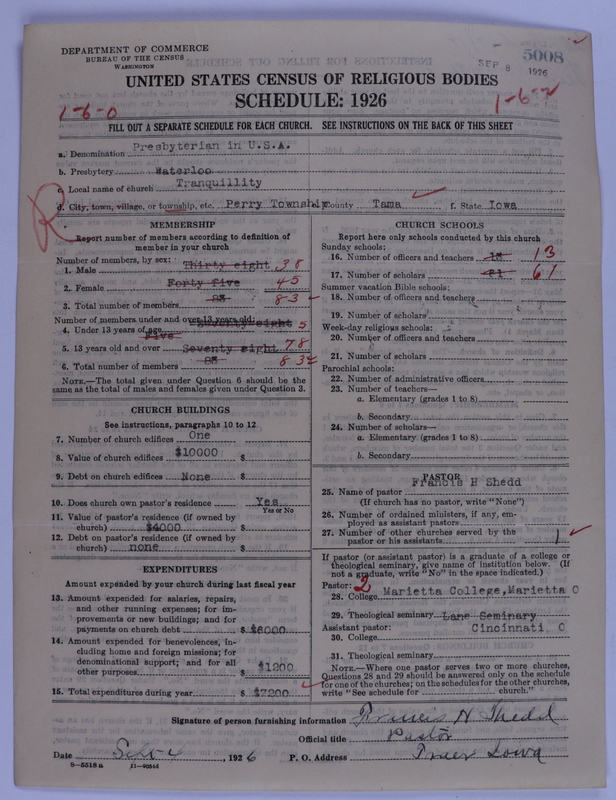 DEPARTMENT OF COMMERCE
BUREAU OF THE CENSUS
WASHINGTON
SEP 8 1926
5008
UNITED STATES CENSUS OF RELIGIOUS BODIES
SCHEDULE: 1926
1-6-0
1-6-2
FILL OUT A SEPARATE SCHEDULE FOR EACH CHURCH. SEE INSTRUCTIONS ON THE BACK OF THIS SHEET
a. Denomination Presbyterian in U.S.A.
b. Presbytery Waterloo
c. Local name of church Tranquillity
d. City, town, village, or township, etc. Perry Township County Tama f. State Iowa
R
MEMBERSHIP
Report number of members according to definition of member in your church
Number of members, by sex:
1. Male Thirty eight 38
2. Female Forty five 45
3. Total number of members 83 83
Number of members under and over 13 years old:
4. Under 13 years of age Five Seventy eight 5
5. 13 years old and over Seventy eight 78
6. Total number of members 83 83
NOTE.—The total given under Question 6 should be the same as the total of males and females given under Question 3.
CHURCH BUILDINGS
See instructions, paragraphs 10 to 12
7. Number of church edifices One
8. Value of church edifices $10000 $
9. Debt on church edifices None $
10. Does church own pastor's residence Yes
Yes or No
11. Value of pastor's residence (if owned by church) $4000 $
12. Debt on pastor's residence (if owned by church) none $
EXPENDITURES
Amount expended by your church during last fiscal year
13. Amount expended for salaries, repairs, and other running expenses; for improvements or new buildings; and for payments on church debt $ $6000
14. Amount expended for benevolences, including home and foreign missions; for denominational support; and for all other purposes $ $1200
15. Total expenditures during year $ $7200
CHURCH SCHOOLS
Report here only schools conducted by this church
Sunday schools:
16. Number of officers and teachers 13
17. Number of scholars 61
Summer vacation Bible schools:
18. Number of officers and teachers
19. Number of scholars
Week-day religious schools:
20. Number of officers and teachers
21. Number of scholars
Parochial schools:
22. Number of administrative officers
23. Number of teachers—
a. Elementary (grades 1 to 8)
b. Secondary
24. Number of scholars—
a. Elementary (grades 1 to 8)
b. Secondary
PASTOR
25. Name of pastor Francis H Shedd
(If church has no pastor, write "None")
26. Number of ordained ministers, if any, employed as assistant pastors
27. Number of other churches served by the pastor or his assistants 1
If pastor (or assistant pastor) is a graduate of a college or theological seminary, give name of institution below. (If not a graduate, write "No" in the space indicated.)
Pastor: 2
28. College Marietta College, Marietta O
29. Theological seminary Lane Seminary
Assistant pastor: Cincinnati O
30. College
31. Theological seminary
NOTE.—Where one pastor serves two or more churches, Questions 28 and 29 should be answered only on the schedule for one of the churches; on the schedules for the other churches, write "See schedule for church."
Signature of person furnishing information Francis H Shedd
Official title Pastor
Date Sept 4, 1926 P. O. Address Traer Iowa
8-5518 a